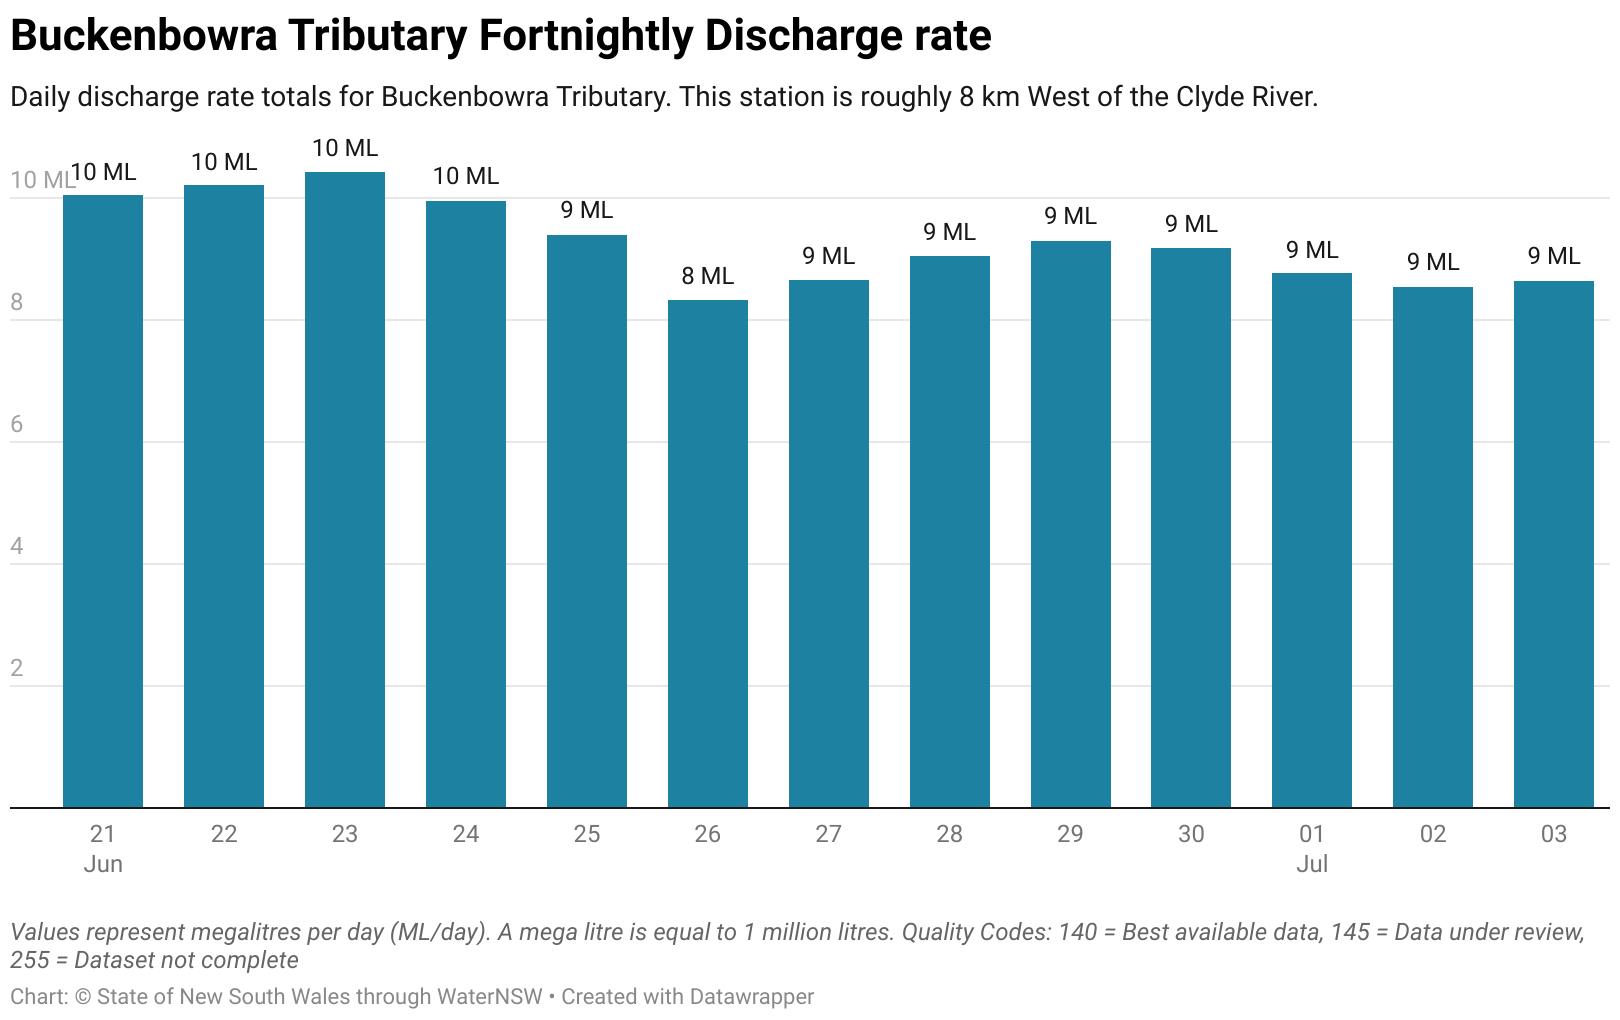 Buckenbowra Tributary Fortnightly Discharge rate
Daily discharge rate totals for Buckenbowra Tributary. This station is roughly 8 km West of the Clyde River.
10 ML
10 ML
10 ML
10 ML
10 ML
9 ML
8 ML
9 ML
9 ML
9 ML
9 ML
9 ML
9 ML
9 ML
8
6
4
2
21 22 23 24 25 26 27 28 29 30 01 02 03
Jun Jul
Values represent megalitres per day (ML/day). A mega litre is equal to 1 million litres. Quality Codes: 140 = Best available data, 145 = Data under review,
255 = Dataset not complete
Chart: © State of New South Wales through WaterNSW • Created with Datawrapper